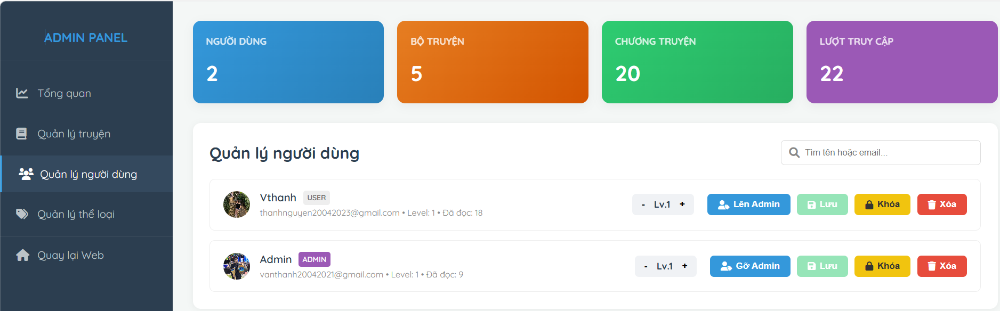 ADMIN PANEL
Tổng quan
Quản lý truyện
Quản lý người dùng
Quản lý thể loại
Quay lại Web
NGƯỜI DÙNG
2
BỘ TRUYỆN
5
CHƯƠNG TRUYỆN
20
LƯỢT TRUY CẬP
22
Quản lý người dùng
Tìm tên hoặc email...
Vthanh USER
thanhnguyen20042023@gmail.com • Level: 1 • Đã đọc: 18
- Lv.1 + Lên Admin Lưu Khóa Xóa
Admin ADMIN
vanthanh20042021@gmail.com • Level: 1 • Đã đọc: 9
- Lv.1 + Gỡ Admin Lưu Khóa Xóa